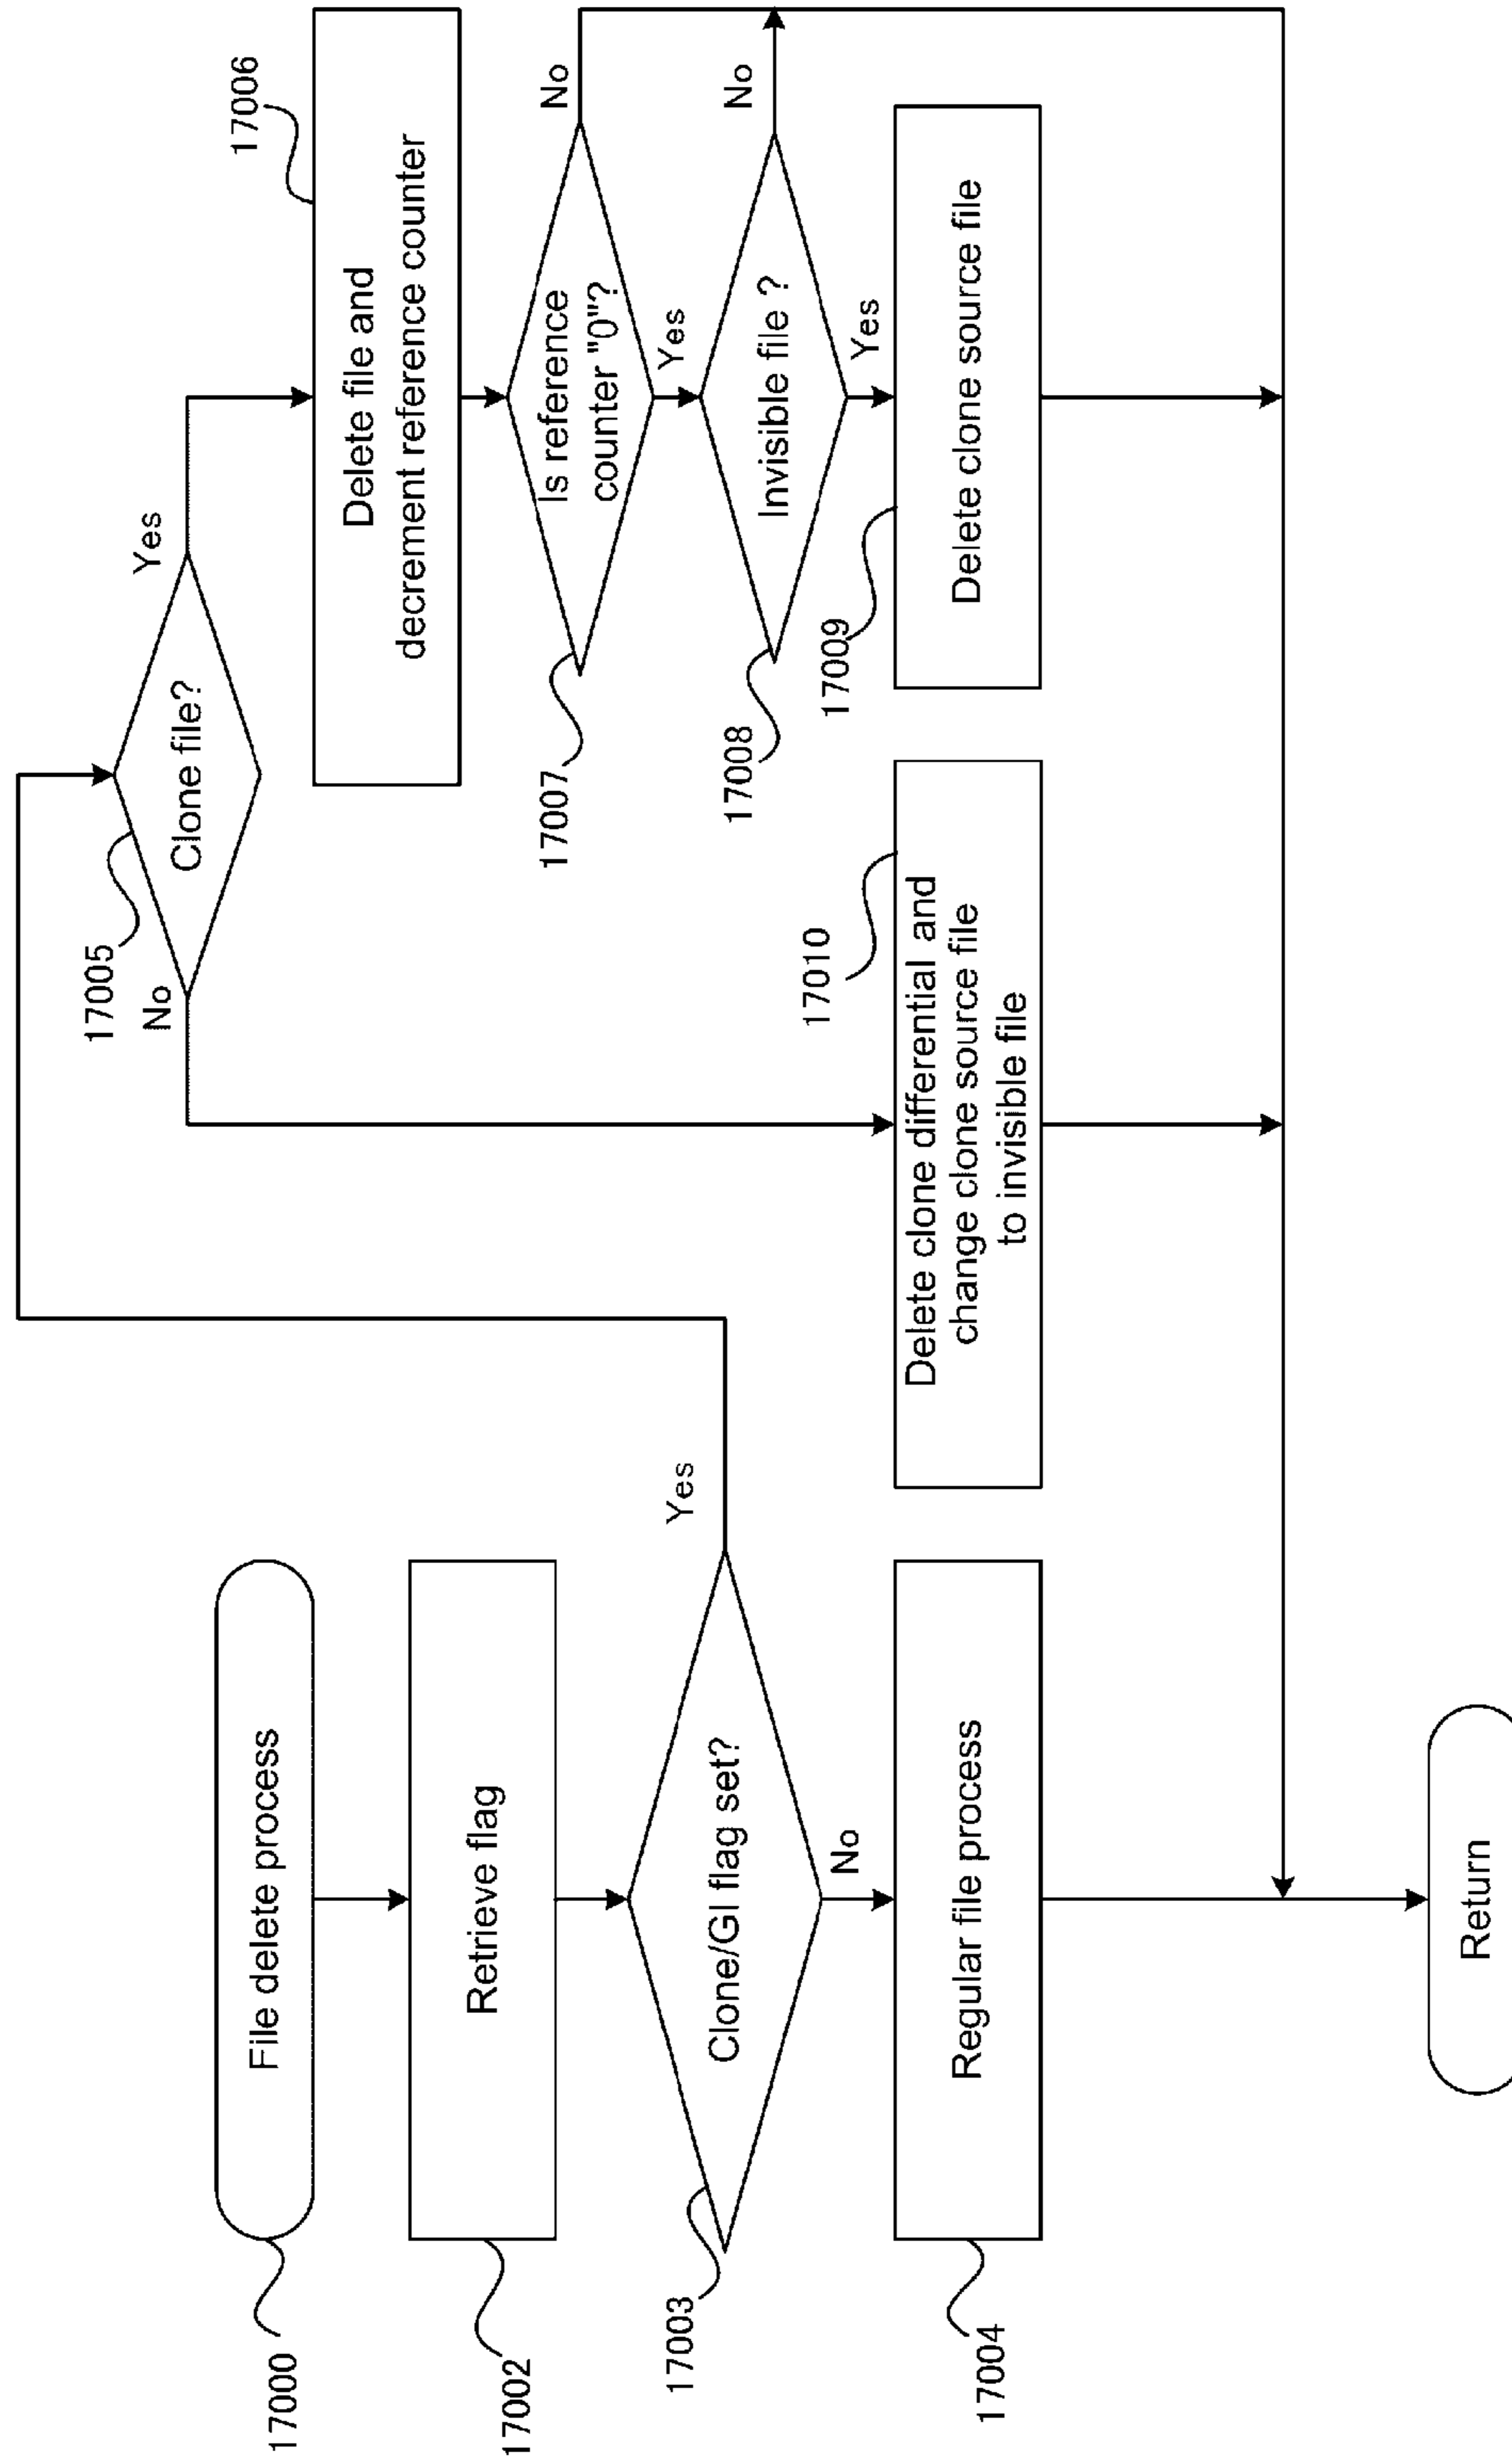 17000
File delete process
17002
Retrieve flag
17003
Clone/GI flag set?
Yes
No
17004
Regular file process
Return
17005
Clone file?
Yes
No
17006
Delete file and
decrement reference counter
17007
Is reference
counter "0"?
No
Yes
17008
Invisible file ?
No
Yes
17009
Delete clone source file
17010
Delete clone differential and
change clone source file
to invisible file